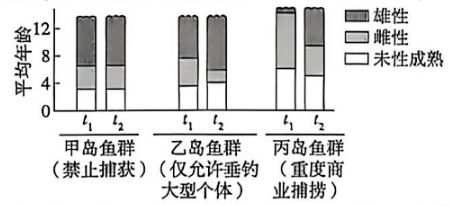 平均年龄
12
8
4
0
雄性
雌性
未性成熟
t₁ t₂ t₁ t₂ t₁ t₂
甲岛鱼群 乙岛鱼群 丙岛鱼群
(禁止捕获) (仅允许垂钓 (重度商
大型个体) 业捕捞)